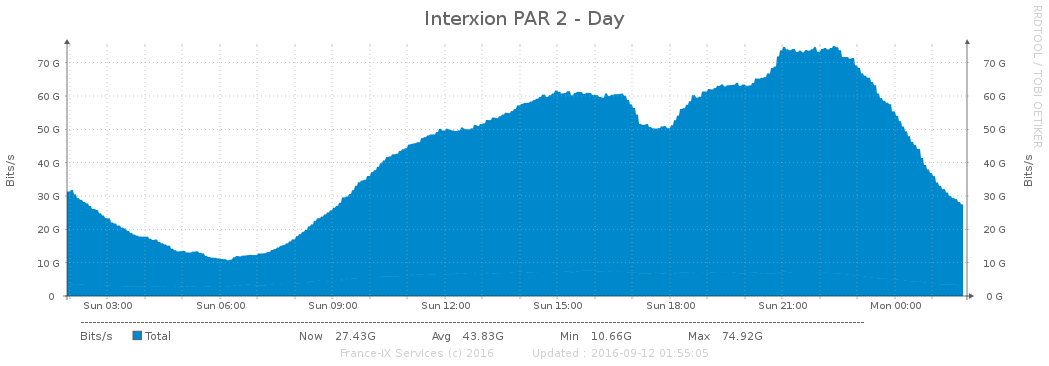 Interxion PAR 2 - Day
RRDTOOL / TOBI OETIKER
Bits/s
Bits/s
70 G 70 G
60 G 60 G
50 G 50 G
40 G 40 G
30 G 30 G
20 G 20 G
10 G 10 G
0 0 G
Sun 03:00 Sun 06:00 Sun 09:00 Sun 12:00 Sun 15:00 Sun 18:00 Sun 21:00 Mon 00:00
Bits/s Total Now 27.43G Avg 43.83G Min 10.66G Max 74.92G
France-IX Services (c) 2016 Updated : 2016-09-12 01:55:05